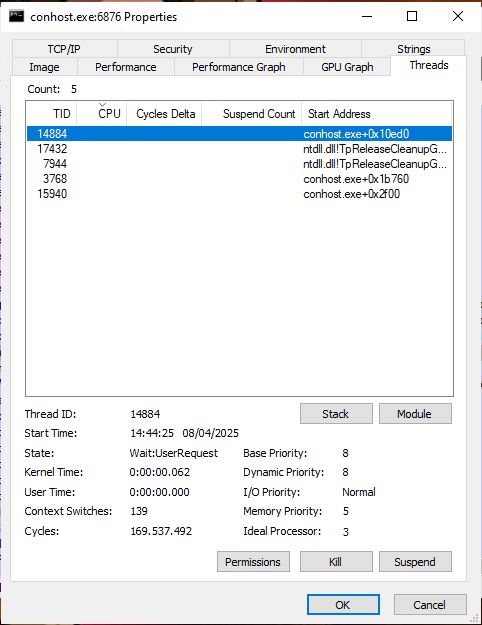 conhost.exe:6876 Properties
TCP/IP Security Environment Strings
Image Performance Performance Graph GPU Graph Threads
Count: 5
TID CPU Cycles Delta Suspend Count Start Address
14884 conhost.exe+0x10ed0
17432 ntdll.dll!TpReleaseCleanupG...
7944 ntdll.dll!TpReleaseCleanupG...
3768 conhost.exe+0x1b760
15940 conhost.exe+0x2f00
Thread ID: 14884 Stack Module
Start Time: 14:44:25 08/04/2025
State: Wait:UserRequest Base Priority: 8
Kernel Time: 0:00:00.062 Dynamic Priority: 8
User Time: 0:00:00.000 I/O Priority: Normal
Context Switches: 139 Memory Priority: 5
Cycles: 169.537.492 Ideal Processor: 3
Permissions Kill Suspend
OK Cancel